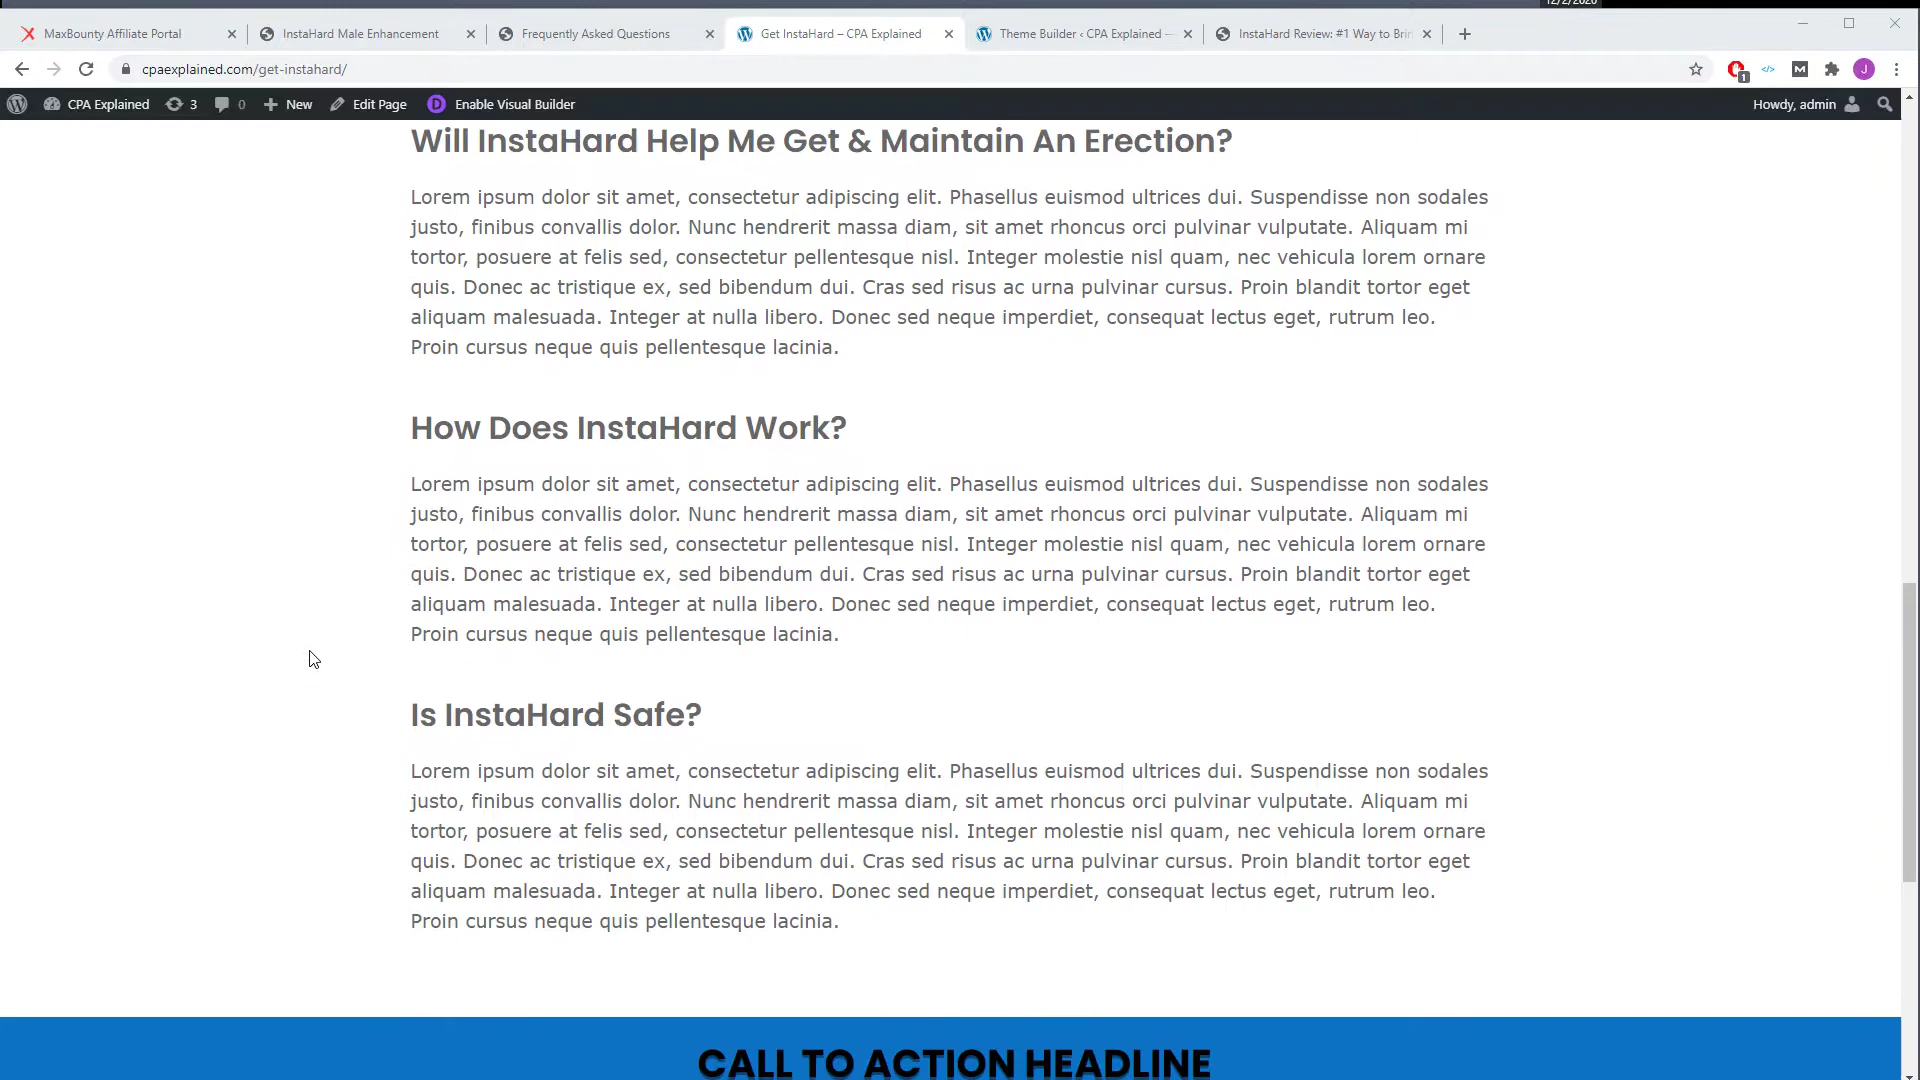 12/2/2020
MaxBounty Affiliate Portal
InstaHard Male Enhancement
Frequently Asked Questions
Get InstaHard – CPA Explained
Theme Builder ‹ CPA Explained —
InstaHard Review: #1 Way to Brin
cpaexplained.com/get-instahard/
1
M
J
CPA Explained
3
0
New
Edit Page
D
Enable Visual Builder
Howdy, admin
Will InstaHard Help Me Get & Maintain An Erection?
Lorem ipsum dolor sit amet, consectetur adipiscing elit. Phasellus euismod ultrices dui. Suspendisse non sodales
justo, finibus convallis dolor. Nunc hendrerit massa diam, sit amet rhoncus orci pulvinar vulputate. Aliquam mi
tortor, posuere at felis sed, consectetur pellentesque nisl. Integer molestie nisl quam, nec vehicula lorem ornare
quis. Donec ac tristique ex, sed bibendum dui. Cras sed risus ac urna pulvinar cursus. Proin blandit tortor eget
aliquam malesuada. Integer at nulla libero. Donec sed neque imperdiet, consequat lectus eget, rutrum leo.
Proin cursus neque quis pellentesque lacinia.
How Does InstaHard Work?
Lorem ipsum dolor sit amet, consectetur adipiscing elit. Phasellus euismod ultrices dui. Suspendisse non sodales
justo, finibus convallis dolor. Nunc hendrerit massa diam, sit amet rhoncus orci pulvinar vulputate. Aliquam mi
tortor, posuere at felis sed, consectetur pellentesque nisl. Integer molestie nisl quam, nec vehicula lorem ornare
quis. Donec ac tristique ex, sed bibendum dui. Cras sed risus ac urna pulvinar cursus. Proin blandit tortor eget
aliquam malesuada. Integer at nulla libero. Donec sed neque imperdiet, consequat lectus eget, rutrum leo.
Proin cursus neque quis pellentesque lacinia.
Is InstaHard Safe?
Lorem ipsum dolor sit amet, consectetur adipiscing elit. Phasellus euismod ultrices dui. Suspendisse non sodales
justo, finibus convallis dolor. Nunc hendrerit massa diam, sit amet rhoncus orci pulvinar vulputate. Aliquam mi
tortor, posuere at felis sed, consectetur pellentesque nisl. Integer molestie nisl quam, nec vehicula lorem ornare
quis. Donec ac tristique ex, sed bibendum dui. Cras sed risus ac urna pulvinar cursus. Proin blandit tortor eget
aliquam malesuada. Integer at nulla libero. Donec sed neque imperdiet, consequat lectus eget, rutrum leo.
Proin cursus neque quis pellentesque lacinia.
CALL TO ACTION HEADLINE